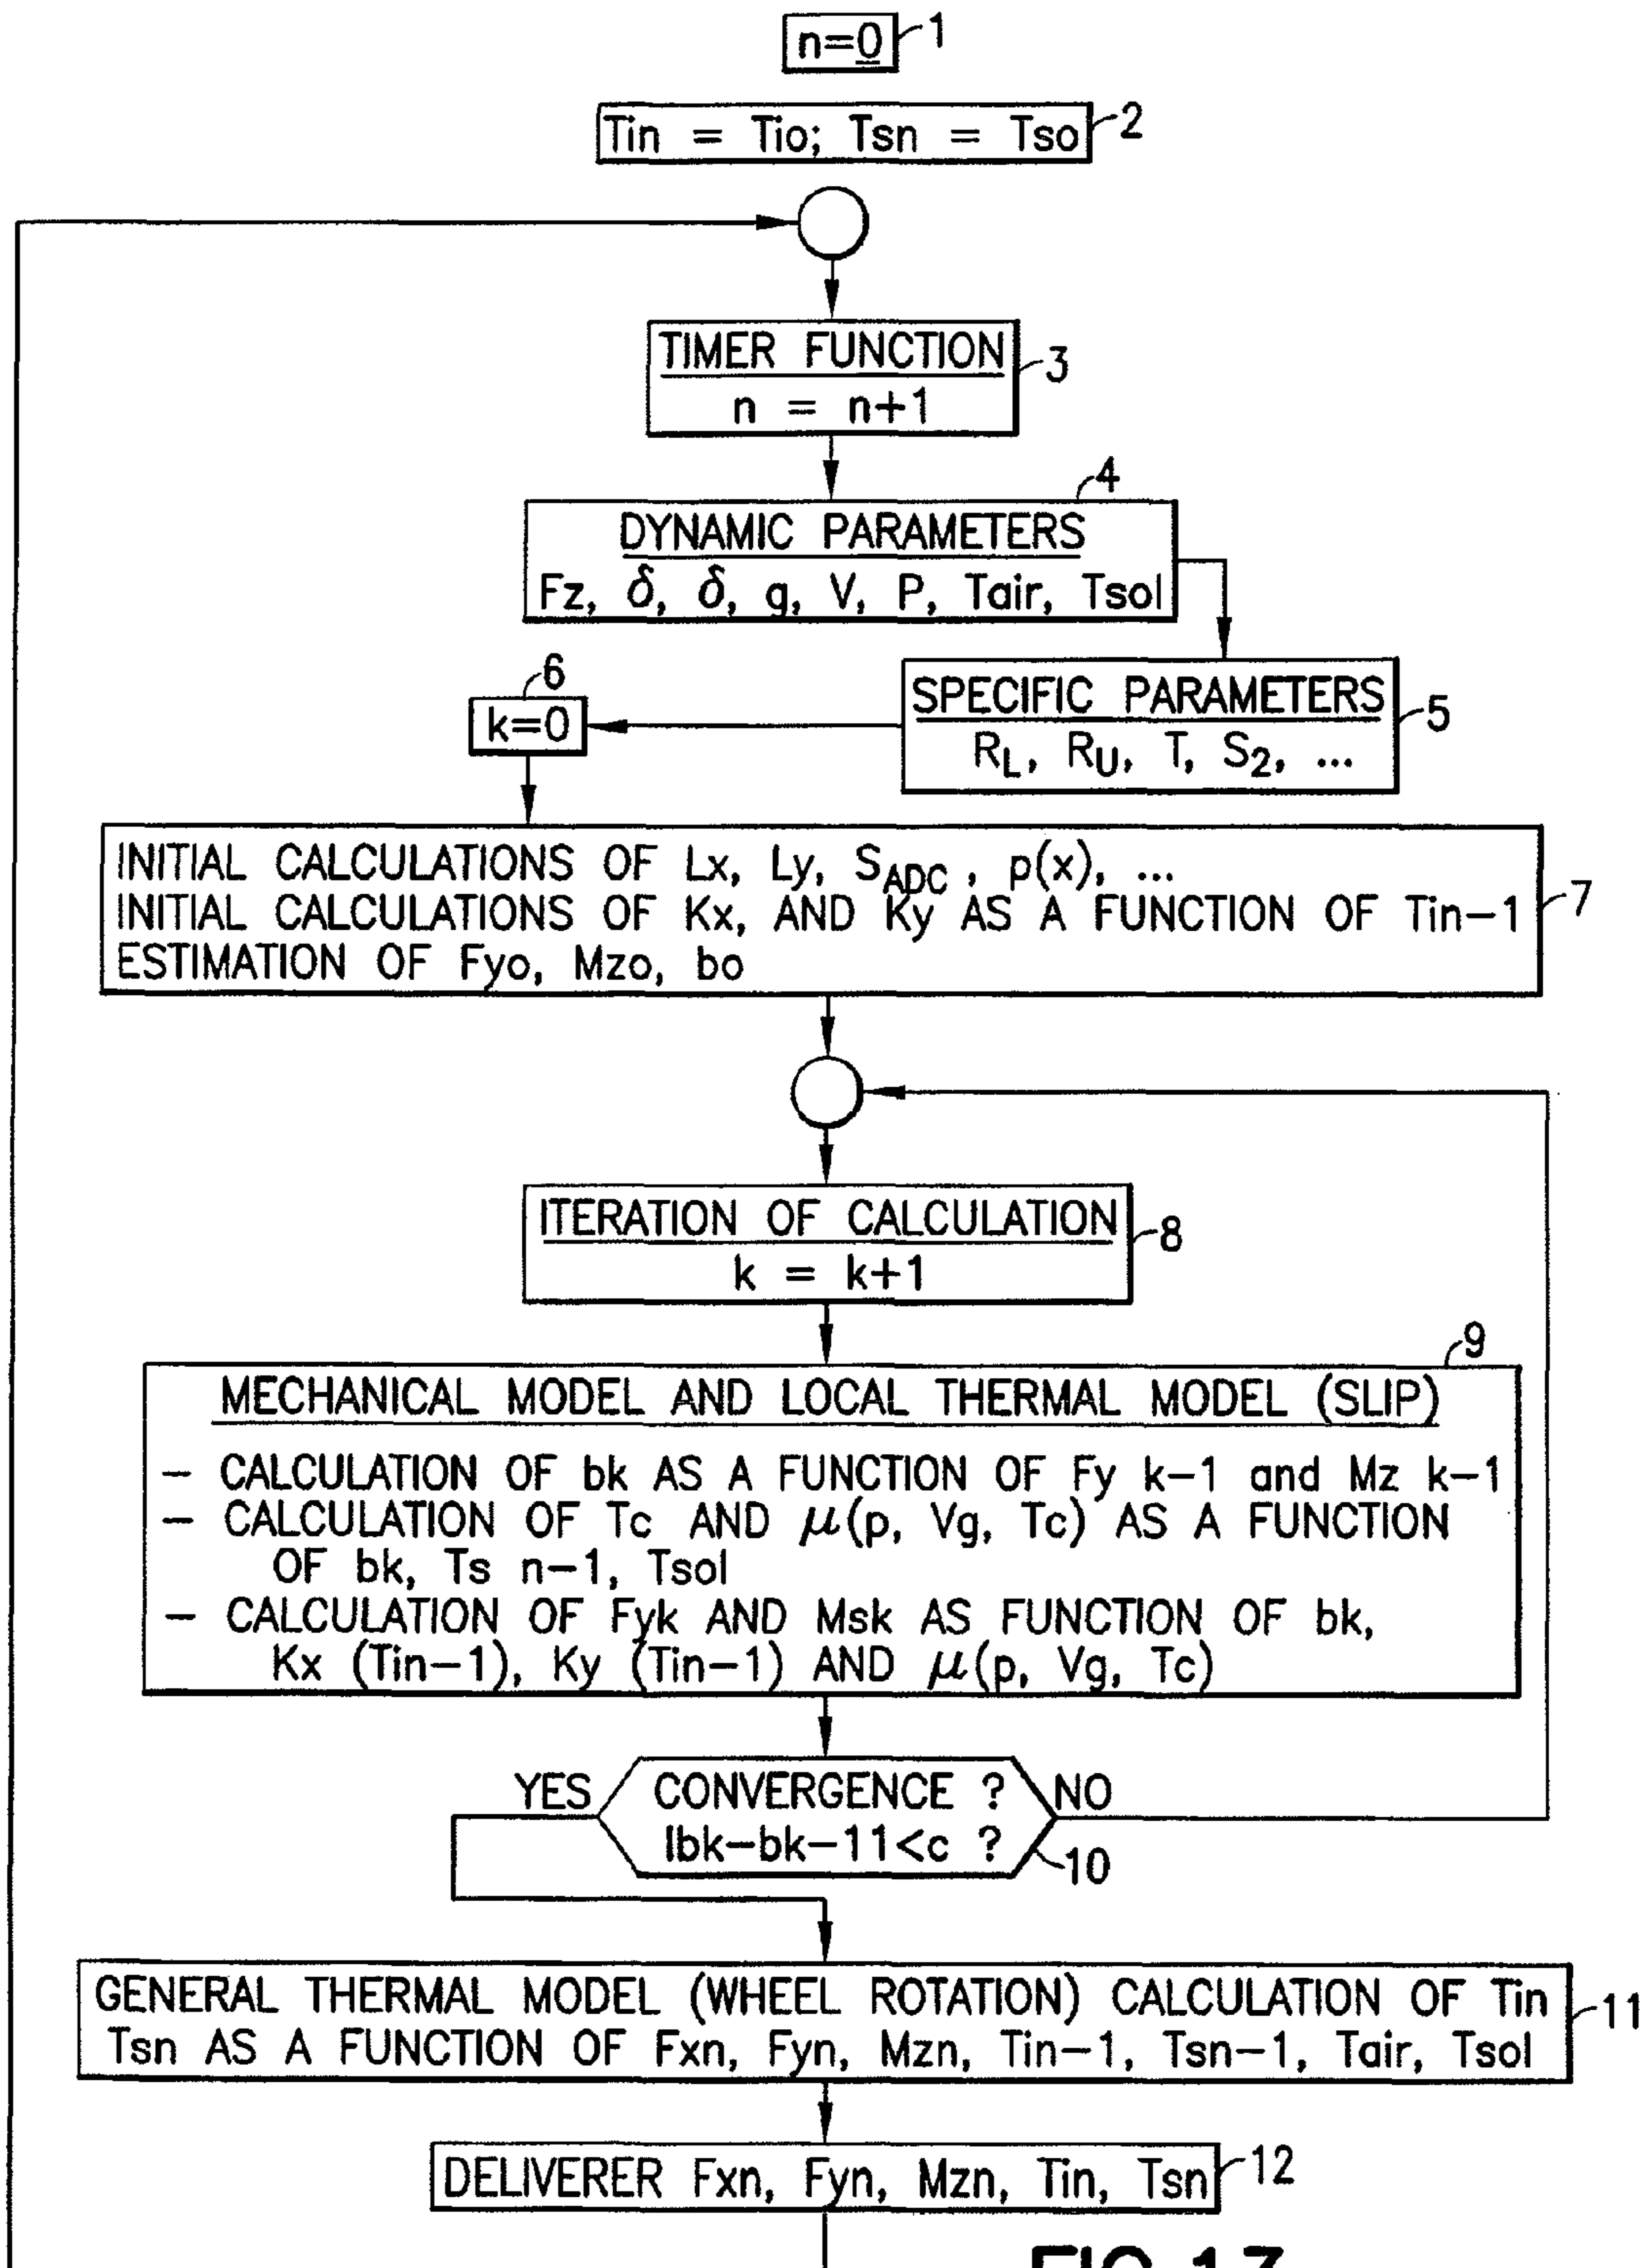 n=0
1
Tin = Tio; Tsn = Tso
2
TIMER FUNCTION
n = n+1
3
4
DYNAMIC PARAMETERS
Fz, δ, δ, g, V, P, Tair, Tsol
6
k=0
SPECIFIC PARAMETERS
RL, RU, T, S2, ...
5
INITIAL CALCULATIONS OF Lx, Ly, SADC , p(x), ...
INITIAL CALCULATIONS OF Kx, AND Ky AS A FUNCTION OF Tin-1
ESTIMATION OF Fyo, Mzo, bo
7
ITERATION OF CALCULATION
k = k+1
8
9
MECHANICAL MODEL AND LOCAL THERMAL MODEL (SLIP)
- CALCULATION OF bk AS A FUNCTION OF Fy k-1 and Mz k-1
- CALCULATION OF Tc AND μ(p, Vg, Tc) AS A FUNCTION
OF bk, Ts n-1, Tsol
- CALCULATION OF Fyk AND Msk AS FUNCTION OF bk,
Kx (Tin-1), Ky (Tin-1) AND μ(p, Vg, Tc)
YES
CONVERGENCE ?
NO
Ibk-bk-11<c ?
10
GENERAL THERMAL MODEL (WHEEL ROTATION) CALCULATION OF Tin
Tsn AS A FUNCTION OF Fxn, Fyn, Mzn, Tin-1, Tsn-1, Tair, Tsol
11
DELIVERER Fxn, Fyn, Mzn, Tin, Tsn
12